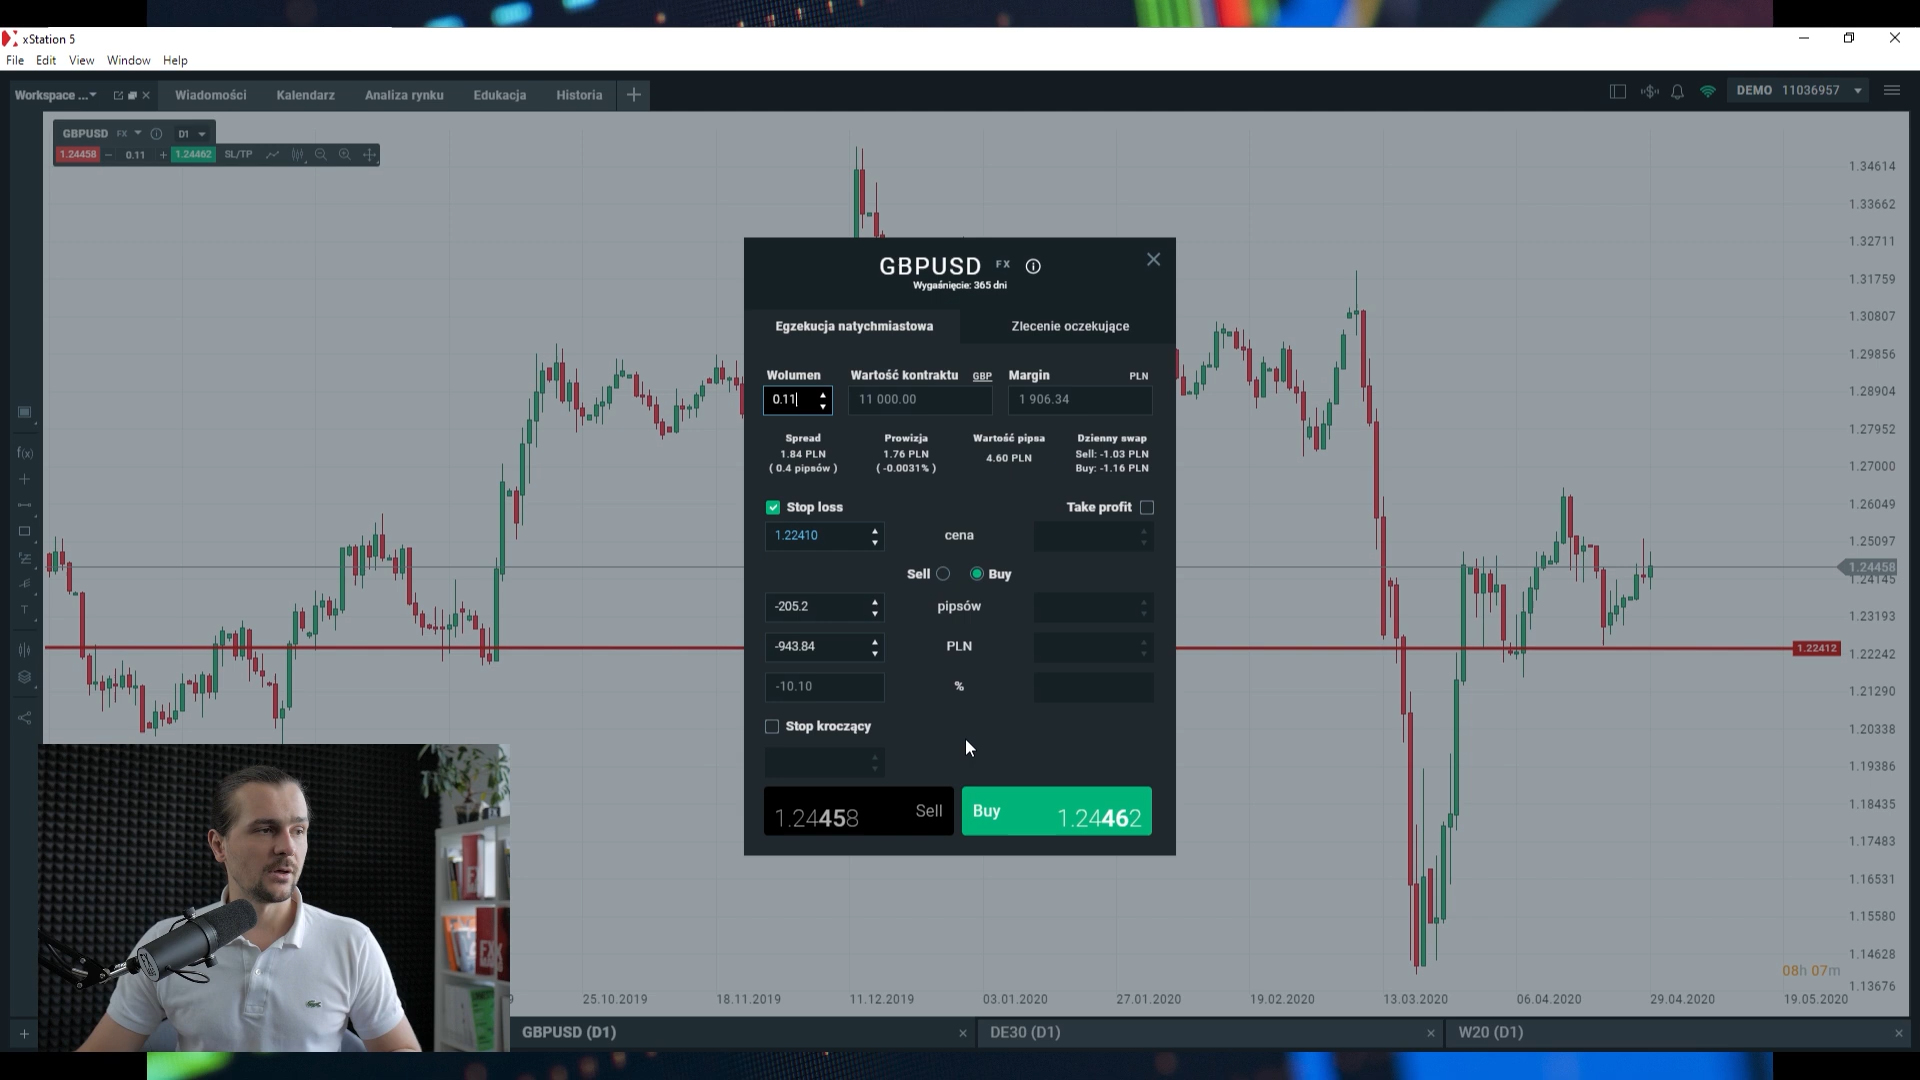 xStation 5
File Edit View Window Help
Workspace ... Wiadomości Kalendarz Analiza rynku Edukacja Historia
DEMO 11036957
GBPUSD FX D1
1.24458 0.11 1.24462 SL/TP
GBPUSD FX
Wygaśnięcie: 365 dni
Egzekucja natychmiastowa Zlecenie oczekujące
Wolumen Wartość kontraktu GBP Margin PLN
0.11 11 000.00 1 906.34
Spread Prowizja Wartość pipsa Dzienny swap
1.84 PLN 1.76 PLN 4.60 PLN Sell: -1.03 PLN
( 0.4 pipsów ) ( -0.0031% ) Buy: -1.16 PLN
Stop loss Take profit
1.22410 cena
Sell Buy
-205.2 pipsów
-943.84 PLN
-10.10 %
Stop kroczący
1.24458 Sell Buy 1.24462
1.34614
1.33662
1.32711
1.31759
1.30807
1.29856
1.28904
1.27952
1.27000
1.26049
1.25097
1.24458
1.24145
1.23193
1.22412
1.22242
1.21290
1.20338
1.19386
1.18435
1.17483
1.16531
1.15580
1.14628
08h 07m
1.13676
25.10.2019 18.11.2019 11.12.2019 03.01.2020 27.01.2020 19.02.2020 13.03.2020 06.04.2020 29.04.2020 19.05.2020
GBPUSD (D1) DE30 (D1) W20 (D1)